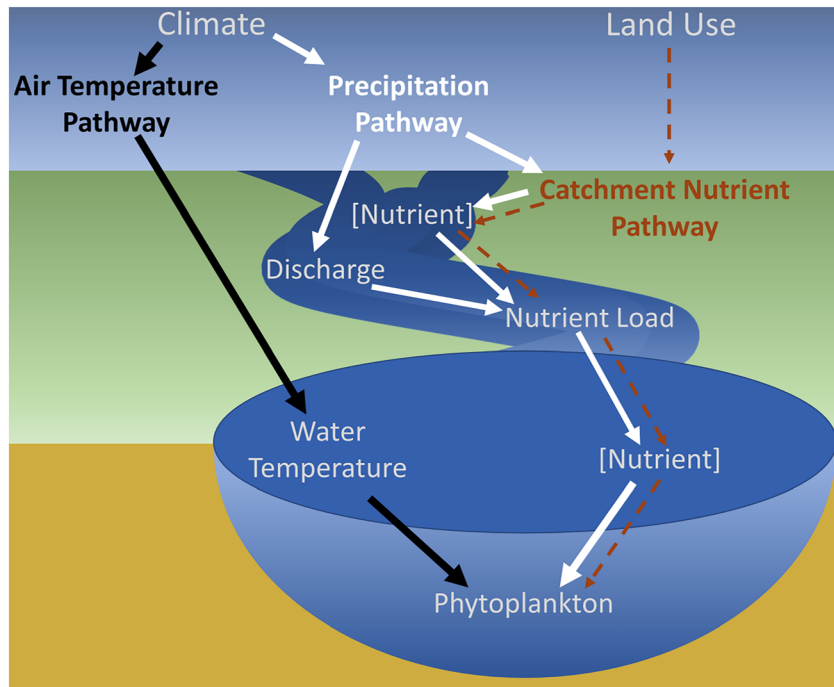 Climate
Land Use
Air Temperature
Pathway
Precipitation
Pathway
Catchment Nutrient
Pathway
[Nutrient]
Discharge
Nutrient Load
Water
Temperature
[Nutrient]
Phytoplankton